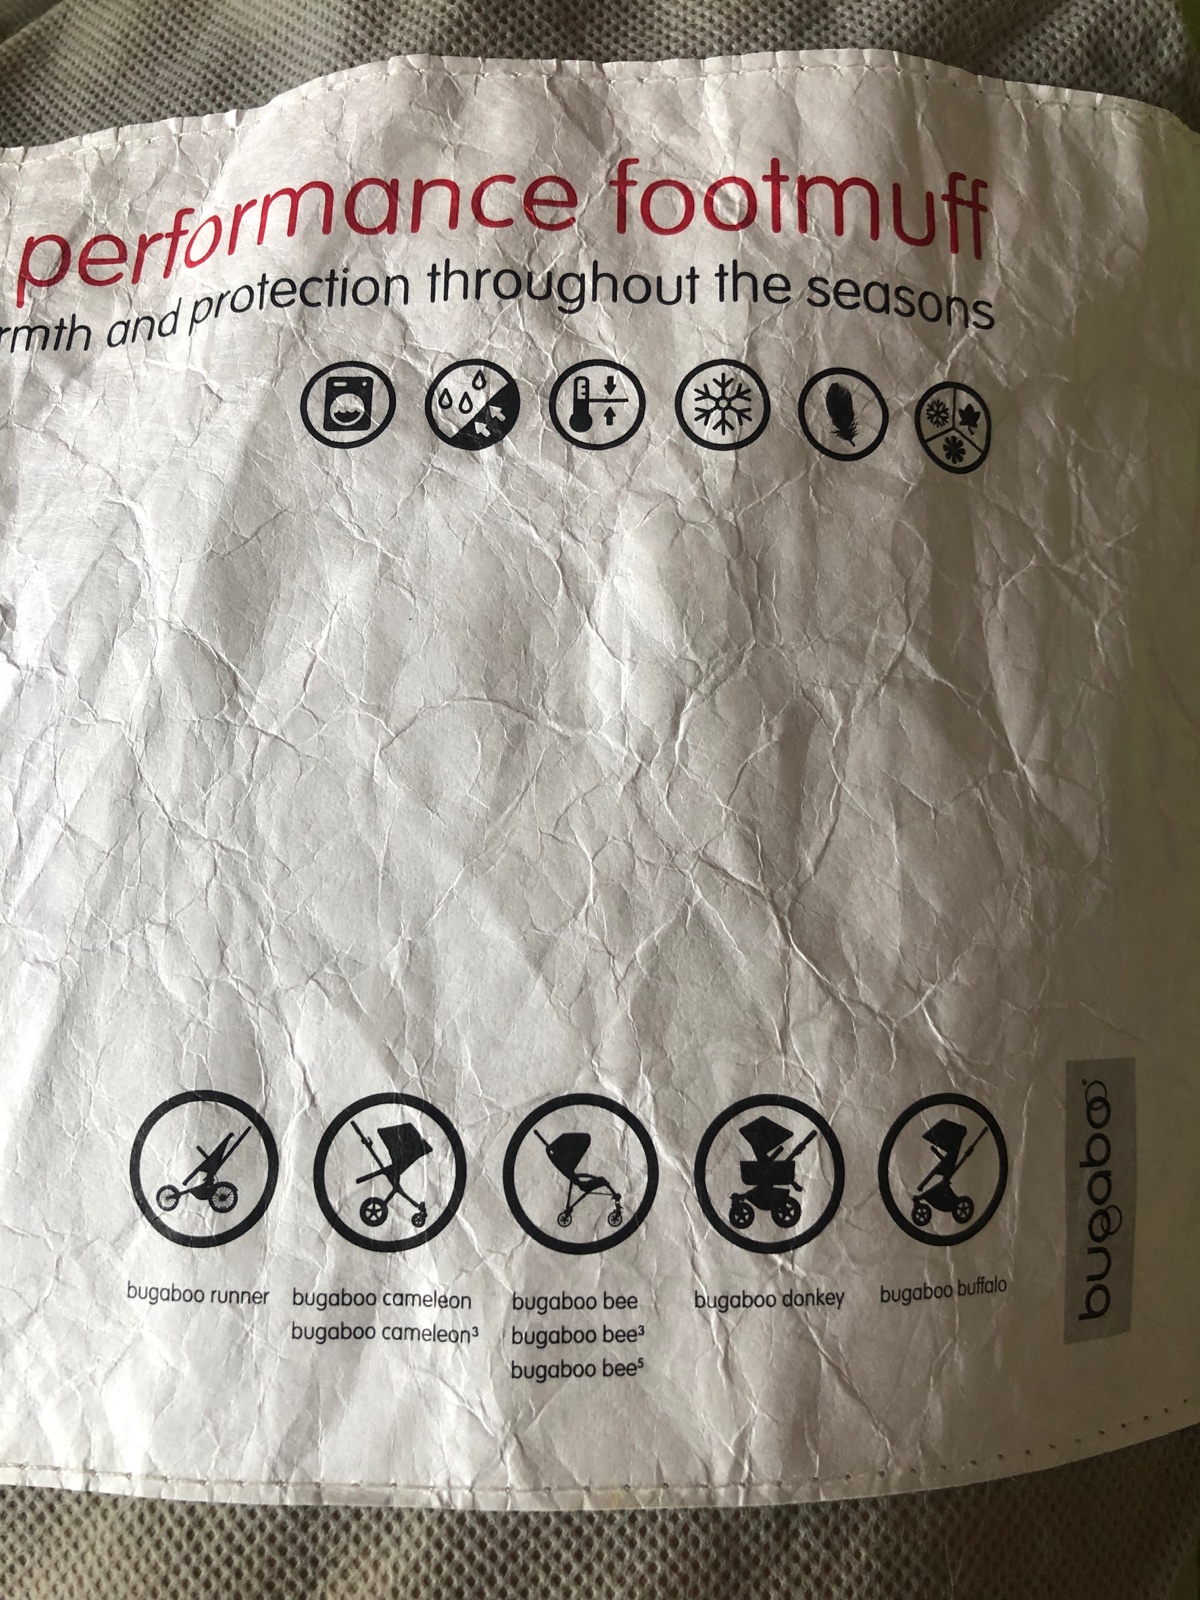 performance footmuff
and protection throughout the seasons
bugaboo runner
bugaboo cameleon
bugaboo cameleon³
bugaboo bee
bugaboo bee³
bugaboo bee⁵
bugaboo donkey
bugaboo buffalo
bugaboo